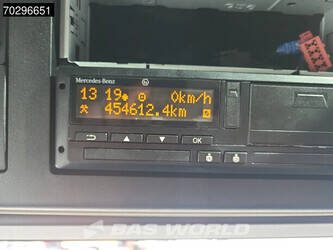 70296651
Mercedes-Benz
13 19 0km/h
454612.4km
OK
BAS WORLD